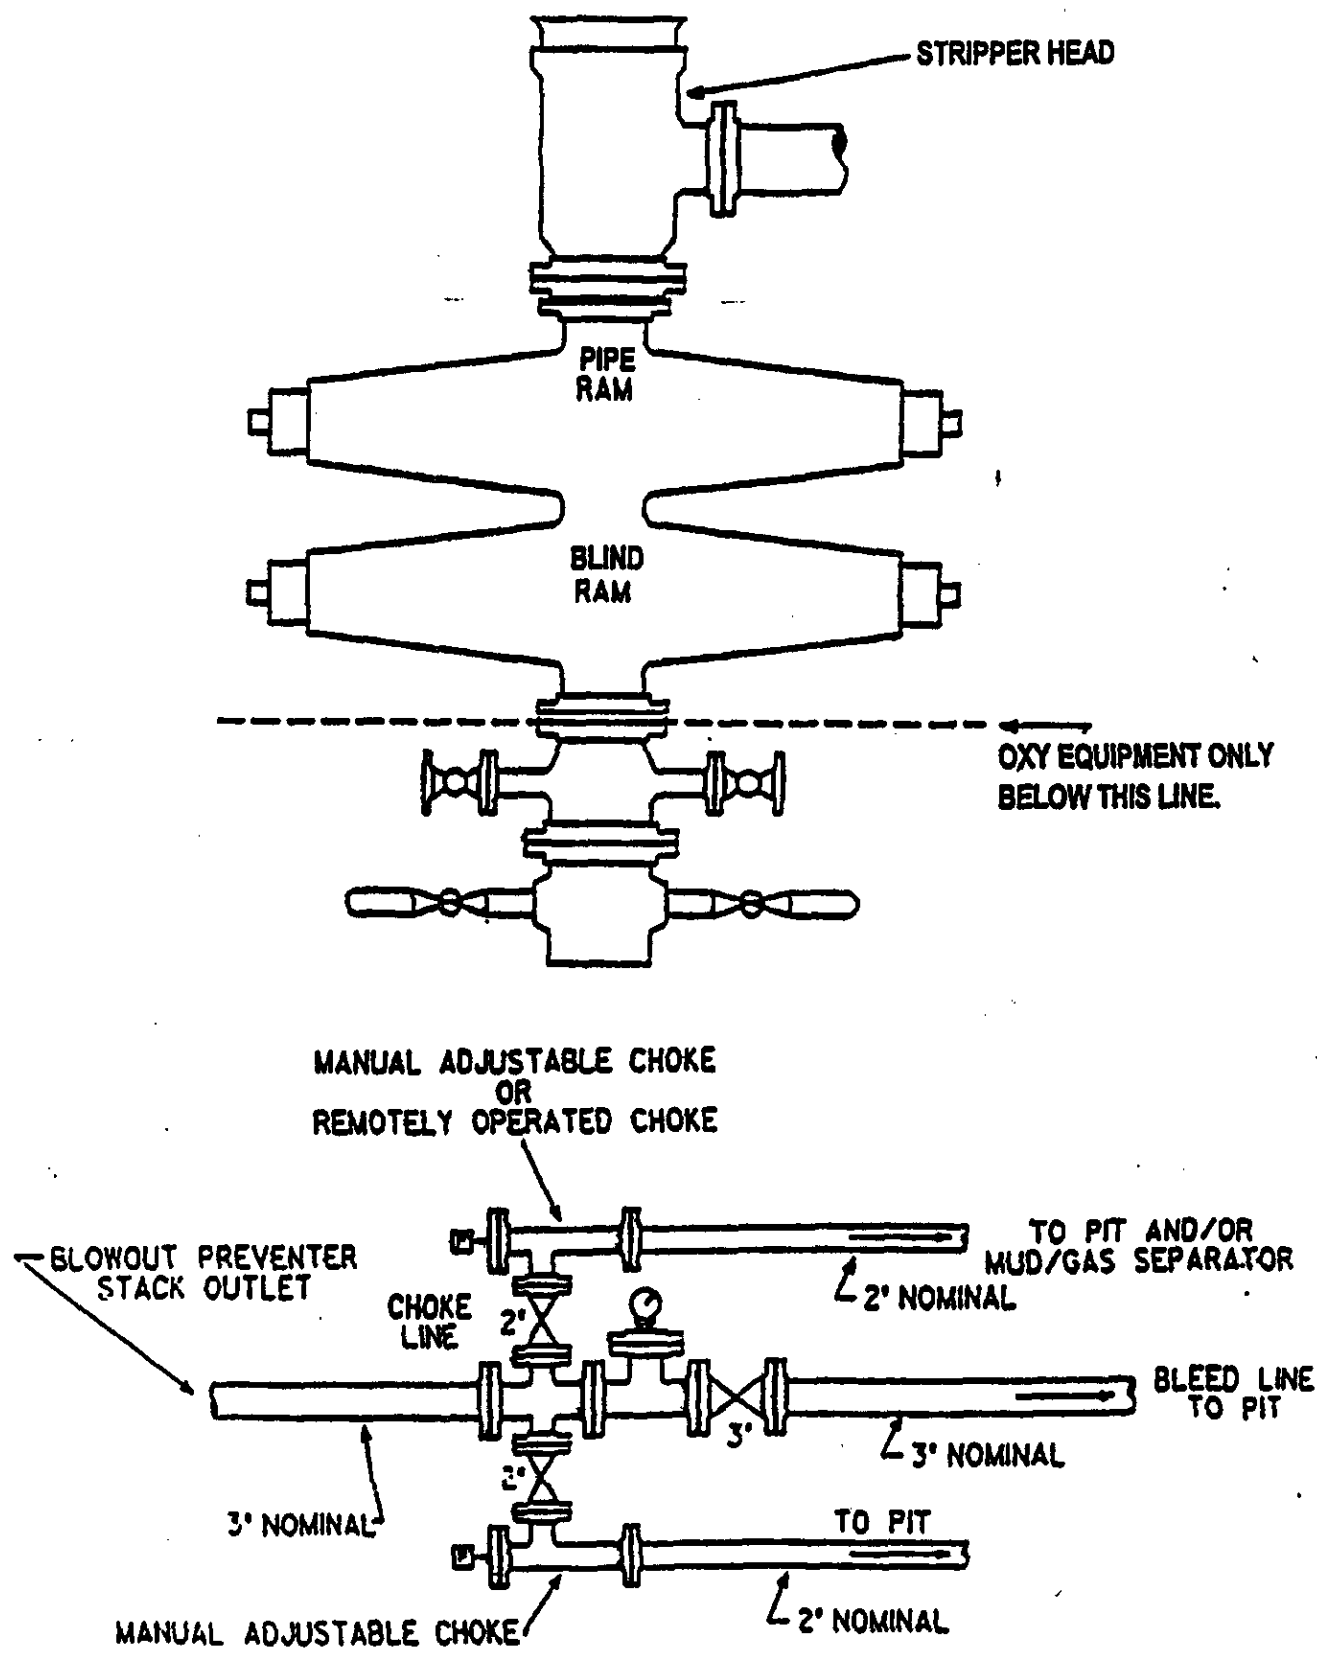 STRIPPER HEAD
PIPE
RAM
BLIND
RAM
OXY EQUIPMENT ONLY
BELOW THIS LINE.
MANUAL ADJUSTABLE CHOKE
OR
REMOTELY OPERATED CHOKE
BLOWOUT PREVENTER
STACK OUTLET
TO PIT AND/OR
MUD/GAS SEPARATOR
2" NOMINAL
CHOKE
LINE
2"
BLEED LINE
TO PIT
3"
3" NOMINAL
2"
3" NOMINAL
TO PIT
2" NOMINAL
MANUAL ADJUSTABLE CHOKE